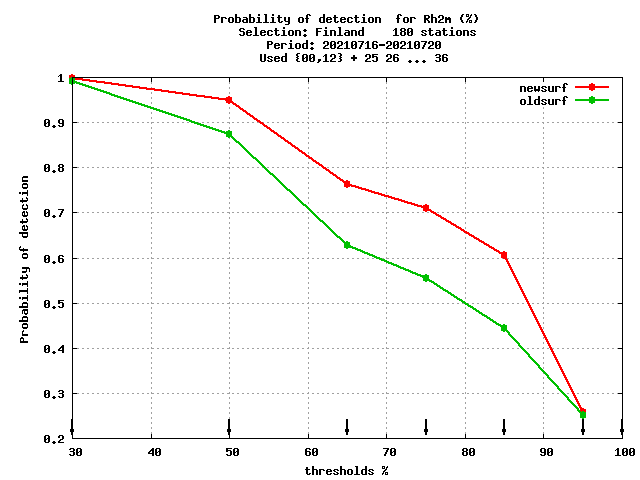 Probability of detection  for Rh2m (%)
Selection: Finland    180 stations
Period: 20210716-20210720
Used {00,12} + 25 26 ... 36
newsurf
oldsurf
Probability of detection
1
0.9
0.8
0.7
0.6
0.5
0.4
0.3
0.2
30 40 50 60 70 80 90 100
thresholds %